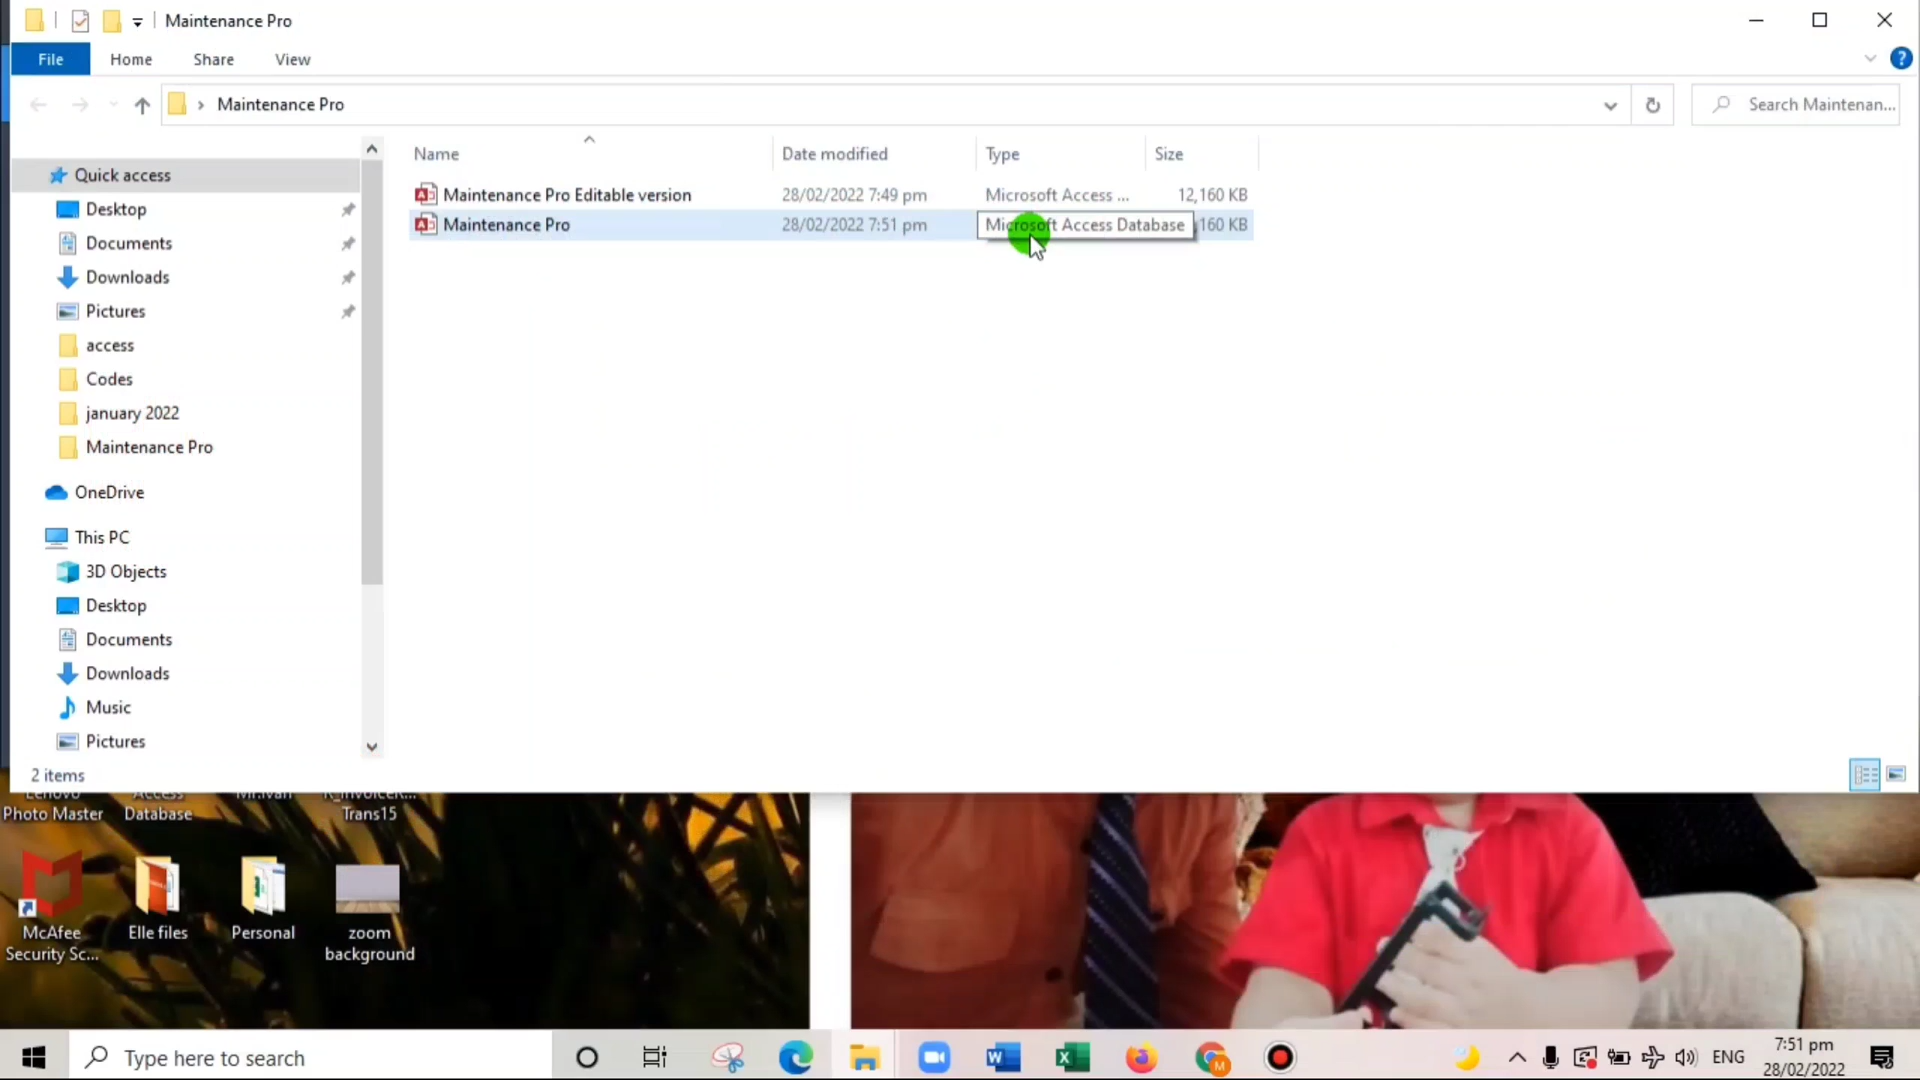 Maintenance Pro
File Home Share View
Maintenance Pro
Search Maintenan...
Name Date modified Type Size
Maintenance Pro Editable version 28/02/2022 7:49 pm Microsoft Access ... 12,160 KB
Maintenance Pro 28/02/2022 7:51 pm Microsoft Access Database 160 KB
Quick access
Desktop
Documents
Downloads
Pictures
access
Codes
january 2022
Maintenance Pro
OneDrive
This PC
3D Objects
Desktop
Documents
Downloads
Music
Pictures
2 items
Photo Master
Access
Database
Trans15
McAfee
Security Sc...
Elle files
Personal
zoom
background
Type here to search
ENG
7:51 pm
28/02/2022